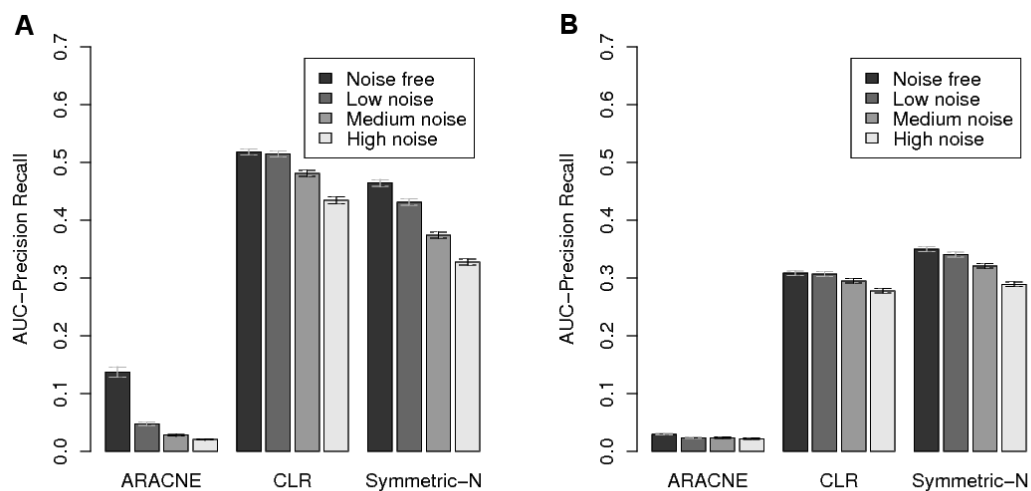 A
AUC-Precision Recall
0.7
0.6
0.5
0.4
0.3
0.2
0.1
0.0
Noise free
Low noise
Medium noise
High noise
ARACNE CLR Symmetric-N
B
AUC-Precision Recall
0.7
0.6
0.5
0.4
0.3
0.2
0.1
0.0
Noise free
Low noise
Medium noise
High noise
ARACNE CLR Symmetric-N